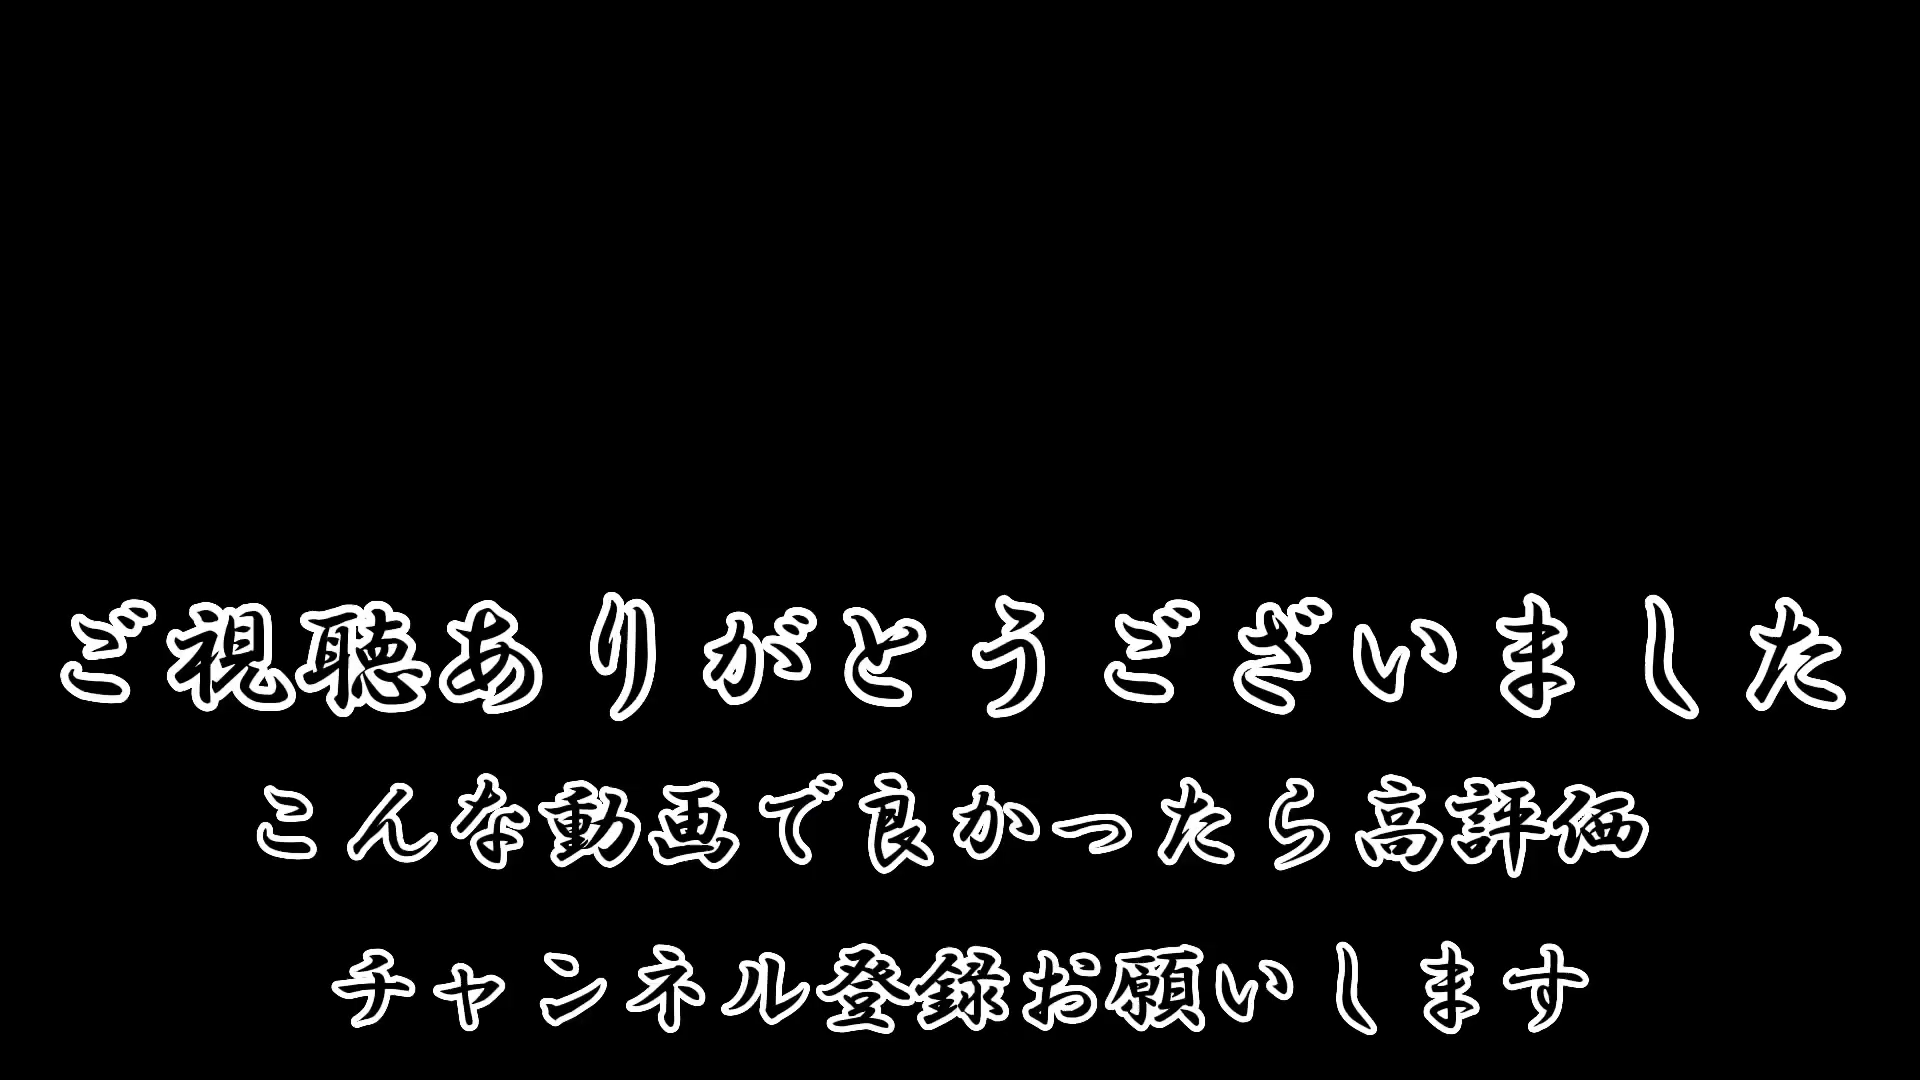 ご視聴ありがとうございました
こんな動画で良かったら高評価
チャンネル登録お願いします